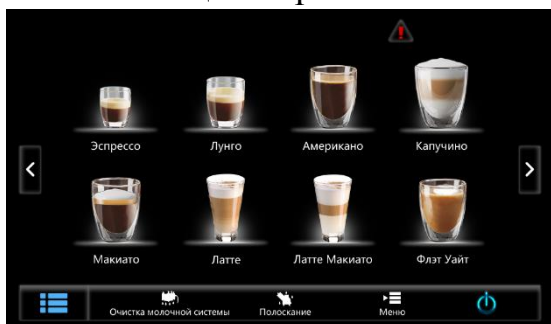 Эспрессо Лунго Американо Капучино
Макиато Латте Латте Макиато Флэт Уайт
Очистка молочной системы Полоскание Меню